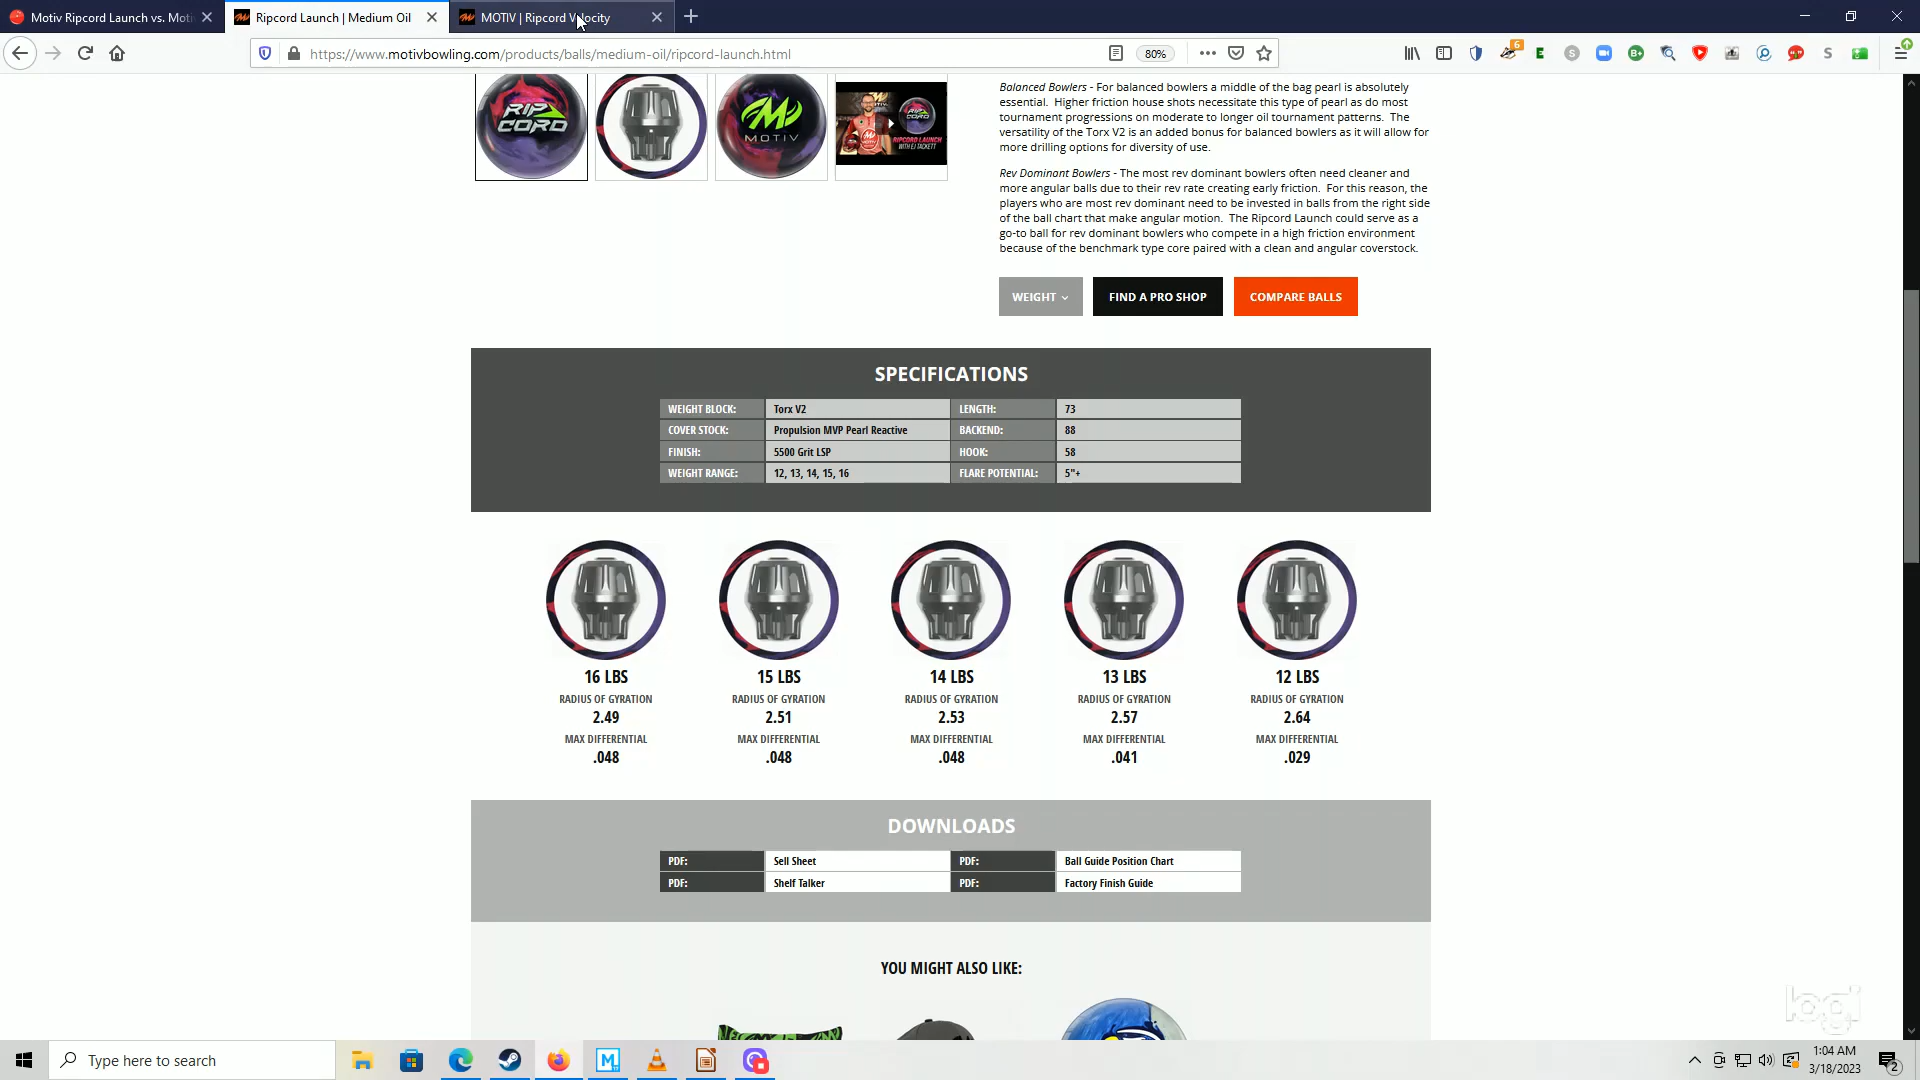 Motiv Ripcord Launch vs. Moti
Ripcord Launch | Medium Oil
MOTIV | Ripcord Velocity
https://www.motivbowling.com/products/balls/medium-oil/ripcord-launch.html
80%
6
E
S
B+
S
RIP
CORD
MOTIV
RIPCORD LAUNCH
WITH EJ TACKETT
Balanced Bowlers - For balanced bowlers a middle of the bag pearl is absolutely
essential. Higher friction house shots necessitate this type of pearl as do most
tournament progressions on moderate to longer oil tournament patterns. The
versatility of the Torx V2 is an added bonus for balanced bowlers as it will allow for
more drilling options for diversity of use.
Rev Dominant Bowlers - The most rev dominant bowlers often need cleaner and
more angular balls due to their rev rate creating early friction. For this reason, the
players who are most rev dominant need to be invested in balls from the right side
of the ball chart that make angular motion. The Ripcord Launch could serve as a
go-to ball for rev dominant bowlers who compete in a high friction environment
because of the benchmark type core paired with a clean and angular coverstock.
WEIGHT
FIND A PRO SHOP
COMPARE BALLS
SPECIFICATIONS
WEIGHT BLOCK: Torx V2 LENGTH: 73
COVER STOCK: Propulsion MVP Pearl Reactive BACKEND: 88
FINISH: 5500 Grit LSP HOOK: 58
WEIGHT RANGE: 12, 13, 14, 15, 16 FLARE POTENTIAL: 5"+
16 LBS 15 LBS 14 LBS 13 LBS 12 LBS
RADIUS OF GYRATION RADIUS OF GYRATION RADIUS OF GYRATION RADIUS OF GYRATION RADIUS OF GYRATION
2.49 2.51 2.53 2.57 2.64
MAX DIFFERENTIAL MAX DIFFERENTIAL MAX DIFFERENTIAL MAX DIFFERENTIAL MAX DIFFERENTIAL
.048 .048 .048 .041 .029
DOWNLOADS
PDF: Sell Sheet PDF: Ball Guide Position Chart
PDF: Shelf Talker PDF: Factory Finish Guide
YOU MIGHT ALSO LIKE:
logi
Type here to search
M
1:04 AM
3/18/2023
2